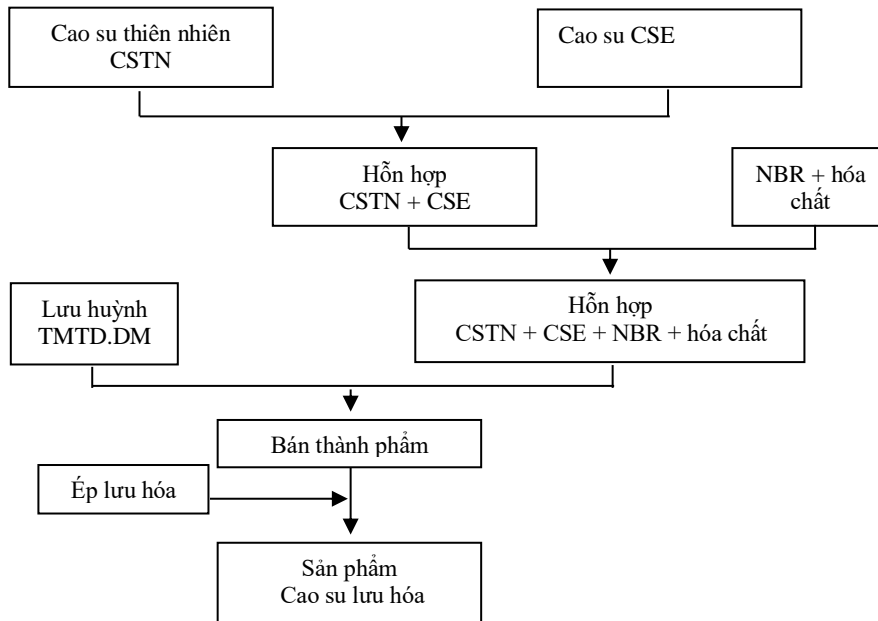 Cao su thiên nhiên
CSTN
Cao su CSE
Hỗn hợp
CSTN + CSE
NBR + hóa
chất
Lưu huỳnh
TMTD.DM
Hỗn hợp
CSTN + CSE + NBR + hóa chất
Bán thành phẩm
Ép lưu hóa
Sản phẩm
Cao su lưu hóa